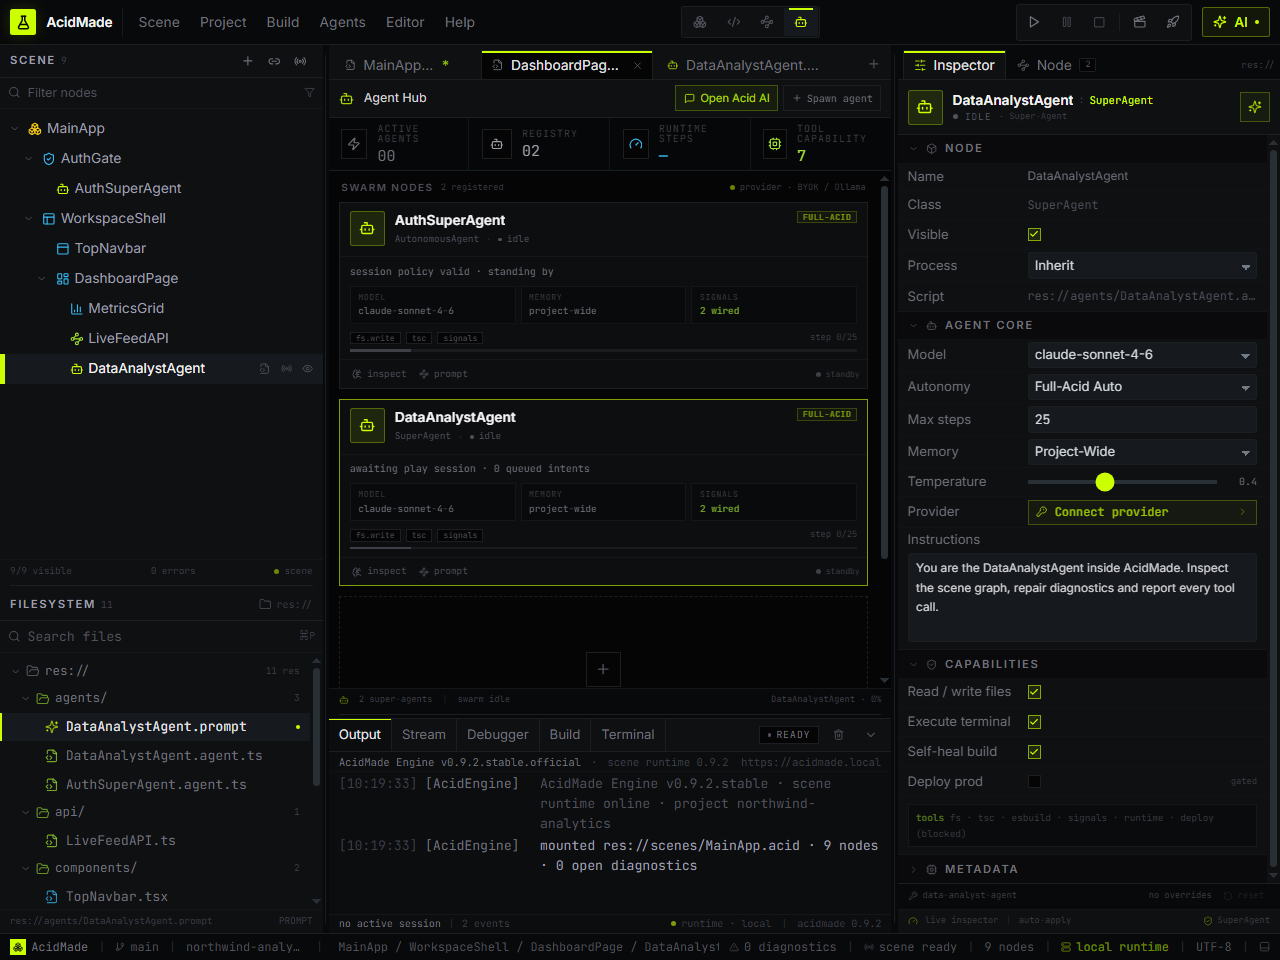 AcidMade
Scene
Project
Build
Agents
Editor
Help
AI
SCENE 9
Filter nodes
MainApp
AuthGate
AuthSuperAgent
WorkspaceShell
TopNavbar
DashboardPage
MetricsGrid
LiveFeedAPI
DataAnalystAgent
9/9 visible
0 errors
scene
FILESYSTEM 11
res://
Search files
⌘P
res://
11 res
agents/
3
DataAnalystAgent.prompt
DataAnalystAgent.agent.ts
AuthSuperAgent.agent.ts
api/
1
LiveFeedAPI.ts
components/
2
TopNavbar.tsx
res://agents/DataAnalystAgent.prompt
PROMPT
MainApp... *
DashboardPag...
DataAnalystAgent....
Agent Hub
Open Acid AI
+ Spawn agent
ACTIVE AGENTS
00
REGISTRY
02
RUNTIME STEPS
—
TOOL CAPABILITY
7
SWARM NODES 2 registered
provider · BYOK / Ollama
AuthSuperAgent
FULL-ACID
AutonomousAgent · idle
session policy valid · standing by
MODEL
claude-sonnet-4-6
MEMORY
project-wide
SIGNALS
2 wired
fs.write
tsc
signals
step 0/25
inspect
prompt
standby
DataAnalystAgent
FULL-ACID
SuperAgent · idle
awaiting play session · 0 queued intents
MODEL
claude-sonnet-4-6
MEMORY
project-wide
SIGNALS
2 wired
fs.write
tsc
signals
step 0/25
inspect
prompt
standby
2 super-agents | swarm idle
DataAnalystAgent · 0%
Output
Stream
Debugger
Build
Terminal
READY
AcidMade Engine v0.9.2.stable.official · scene runtime 0.9.2 https://acidmade.local
[10:19:33] [AcidEngine] AcidMade Engine v0.9.2.stable · scene
runtime online · project northwind-
analytics
[10:19:33] [AcidEngine] mounted res://scenes/MainApp.acid · 9 nodes
· 0 open diagnostics
no active session | 2 events
runtime · local | acidmade 0.9.2
Inspector
Node 2
res://
DataAnalystAgent : SuperAgent
IDLE · Super-Agent
NODE
Name
DataAnalystAgent
Class
SuperAgent
Visible
Process
Inherit
Script
res://agents/DataAnalystAgent.a…
AGENT CORE
Model
claude-sonnet-4-6
Autonomy
Full-Acid Auto
Max steps
25
Memory
Project-Wide
Temperature
0.4
Provider
Connect provider
Instructions
You are the DataAnalystAgent inside AcidMade. Inspect
the scene graph, repair diagnostics and report every tool
call.
CAPABILITIES
Read / write files
Execute terminal
Self-heal build
Deploy prod
gated
tools fs · tsc · esbuild · signals · runtime · deploy
(blocked)
METADATA
data-analyst-agent
no overrides
reset
live inspector | auto-apply
SuperAgent
AcidMade | main | northwind-analy… | MainApp / WorkspaceShell / DashboardPage / DataAnalyst
0 diagnostics | scene ready | 9 nodes | local runtime | UTF-8